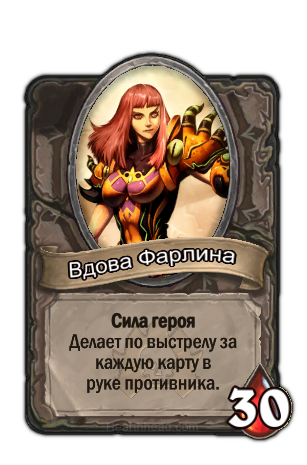 Вдова Фарлина
Сила героя
Делает по выстрелу за
каждую карту в
руке противника.
30